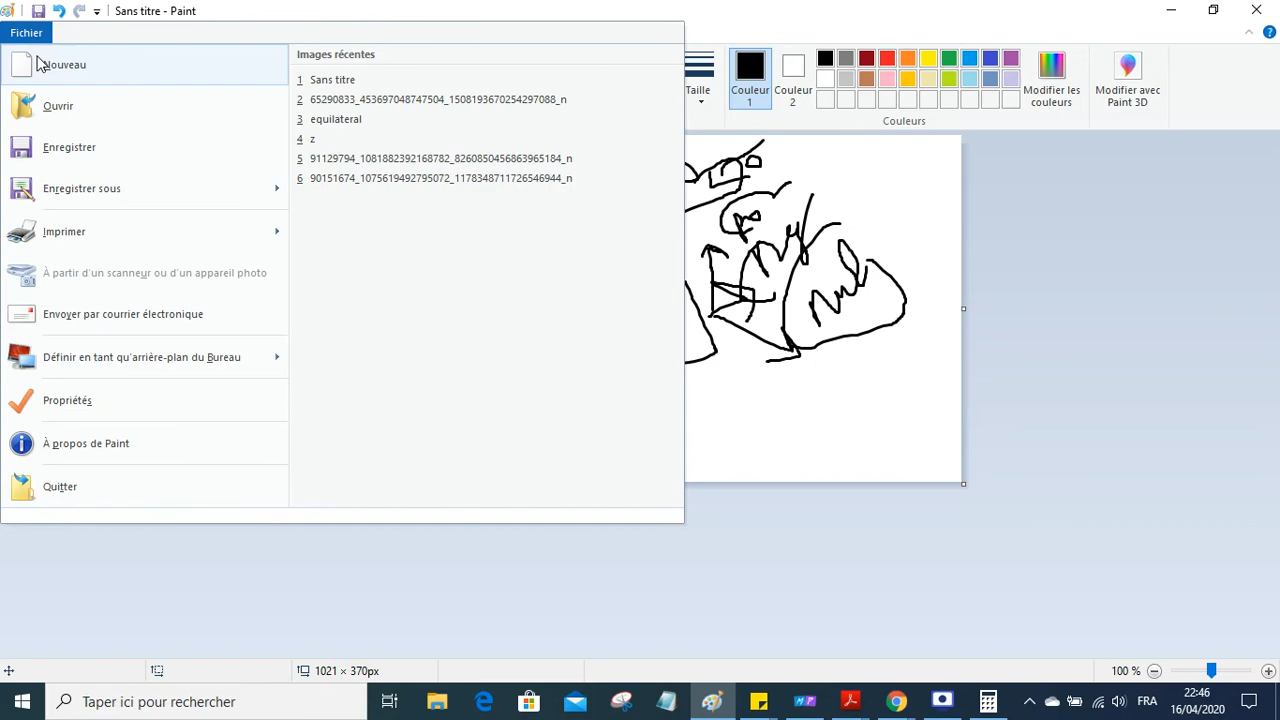 Sans titre - Paint
Fichier
Nouveau
Ouvrir
Enregistrer
Enregistrer sous
Imprimer
À partir d'un scanneur ou d'un appareil photo
Envoyer par courrier électronique
Définir en tant qu'arrière-plan du Bureau
Propriétés
À propos de Paint
Quitter
Images récentes
1 Sans titre
2 65290833_453697048747504_1508193670254297088_n
3 equilateral
4 z
5 91129794_1081882392168782_8260850456863965184_n
6 90151674_1075619492795072_1178348711726546944_n
Taille
Couleur 1
Couleur 2
Modifier les couleurs
Modifier avec Paint 3D
Couleurs
1021 × 370px
100 %
Taper ici pour rechercher
FRA
22:46
16/04/2020